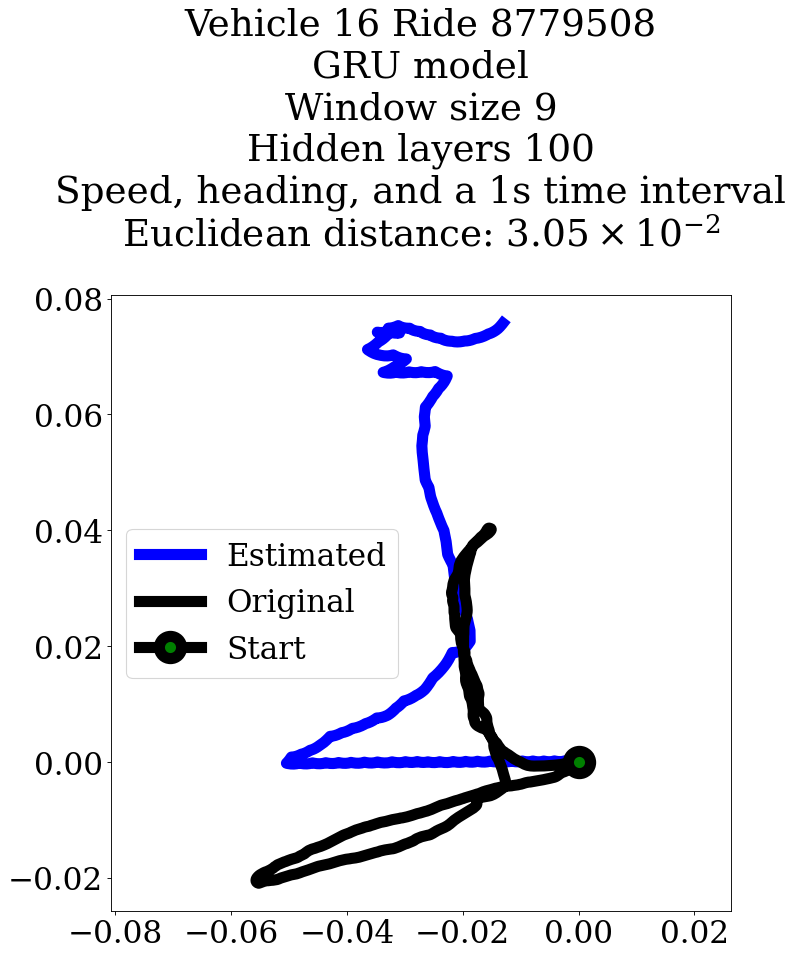 Vehicle 16 Ride 8779508
GRU model
Window size 9
Hidden layers 100
Speed, heading, and a 1s time interval
Euclidean distance: 3.05 × 10⁻²
0.08
0.06
0.04
0.02
0.00
−0.02
Estimated
Original
Start
−0.08 −0.06 −0.04 −0.02 0.00 0.02